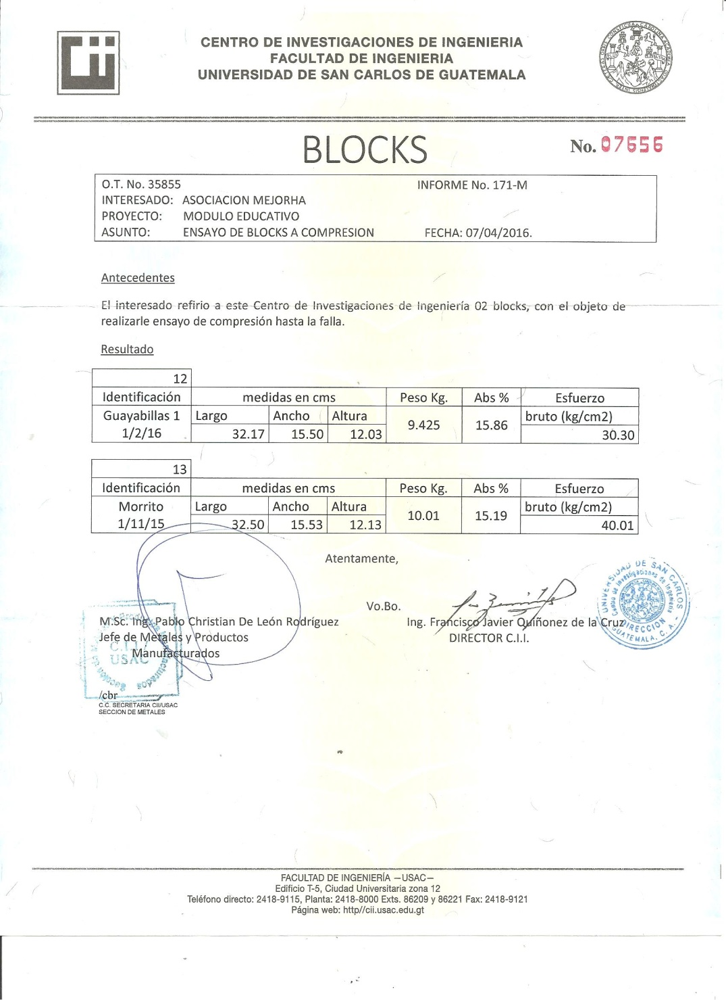 CENTRO DE INVESTIGACIONES DE INGENIERIA
FACULTAD DE INGENIERIA
UNIVERSIDAD DE SAN CARLOS DE GUATEMALA
BLOCKS
No. 07656
O.T. No. 35855 INFORME No. 171-M
INTERESADO: ASOCIACION MEJORHA
PROYECTO: MODULO EDUCATIVO
ASUNTO: ENSAYO DE BLOCKS A COMPRESION FECHA: 07/04/2016.
Antecedentes
El interesado refirio a este Centro de Investigaciones de Ingeniería 02 blocks, con el objeto de
realizarle ensayo de compresión hasta la falla.
Resultado
12
Identificación medidas en cms Peso Kg. Abs % Esfuerzo
Guayabillas 1 Largo Ancho Altura 9.425 15.86 bruto (kg/cm2)
1/2/16 32.17 15.50 12.03 30.30
13
Identificación medidas en cms Peso Kg. Abs % Esfuerzo
Morrito Largo Ancho Altura 10.01 15.19 bruto (kg/cm2)
1/11/15 32.50 15.53 12.13 40.01
Atentamente,
Vo.Bo.
M.Sc. Ing. Pablo Christian De León Rodríguez
Jefe de Metales y Productos
Manufacturados
Ing. Francisco Javier Quiñonez de la Cruz
DIRECTOR C.I.I.
C.I.I./
USAC
UNIVERSIDAD DE SAN CARLOS
Centro de Investigaciones de Ingeniería
DIRECCION
GUATEMALA, C. A.
/cbr
C.C. SECRETARIA CII/USAC
SECCION DE METALES
FACULTAD DE INGENIERÍA —USAC—
Edificio T-5, Ciudad Universitaria zona 12
Teléfono directo: 2418-9115, Planta: 2418-8000 Exts. 86209 y 86221 Fax: 2418-9121
Página web: http//cii.usac.edu.gt